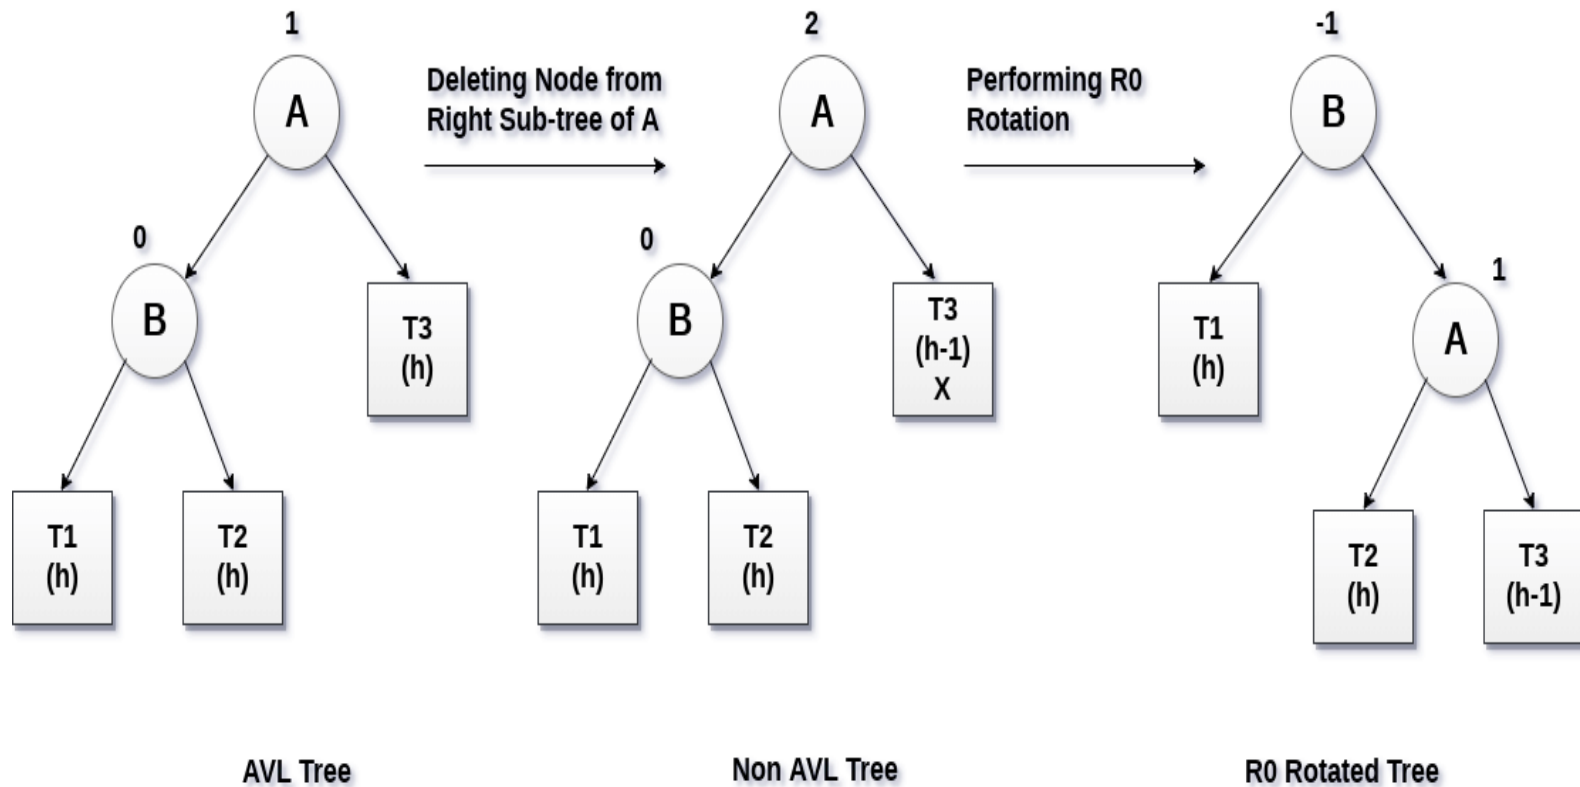 1
A
0
B
T3
(h)
T1
(h)
T2
(h)
AVL Tree
Deleting Node from
Right Sub-tree of A
2
A
0
B
T3
(h-1)
X
T1
(h)
T2
(h)
Non AVL Tree
Performing R0
Rotation
-1
B
T1
(h)
1
A
T2
(h)
T3
(h-1)
R0 Rotated Tree